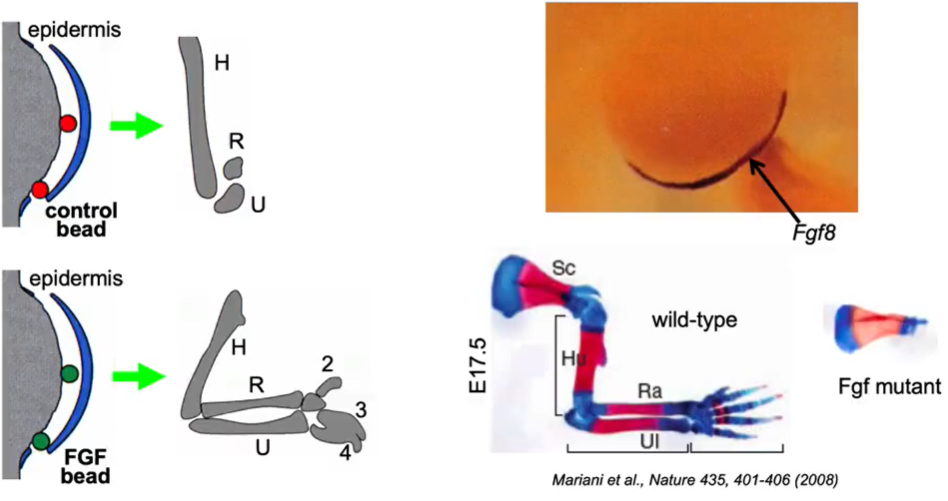 epidermis
control
bead
H
R
U
epidermis
FGF
bead
H
R
U
2
3
4
Fgf8
E17.5
Sc
Hu
Ra
Ul
wild-type
Fgf mutant
Mariani et al., Nature 435, 401-406 (2008)